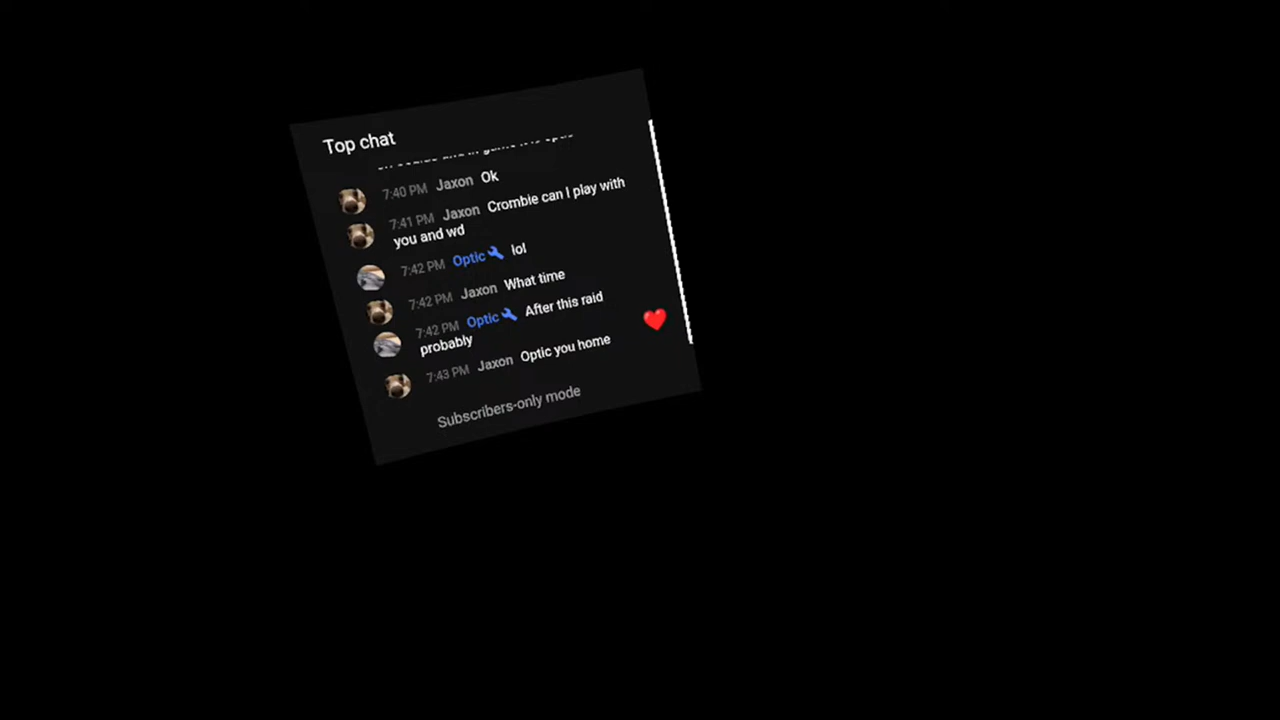 Top chat
7:40 PM Jaxon Ok
7:41 PM Jaxon Crombie can I play with
you and wd
7:42 PM Optic lol
7:42 PM Jaxon What time
7:42 PM Optic After this raid
probably
7:43 PM Jaxon Optic you home
Subscribers-only mode